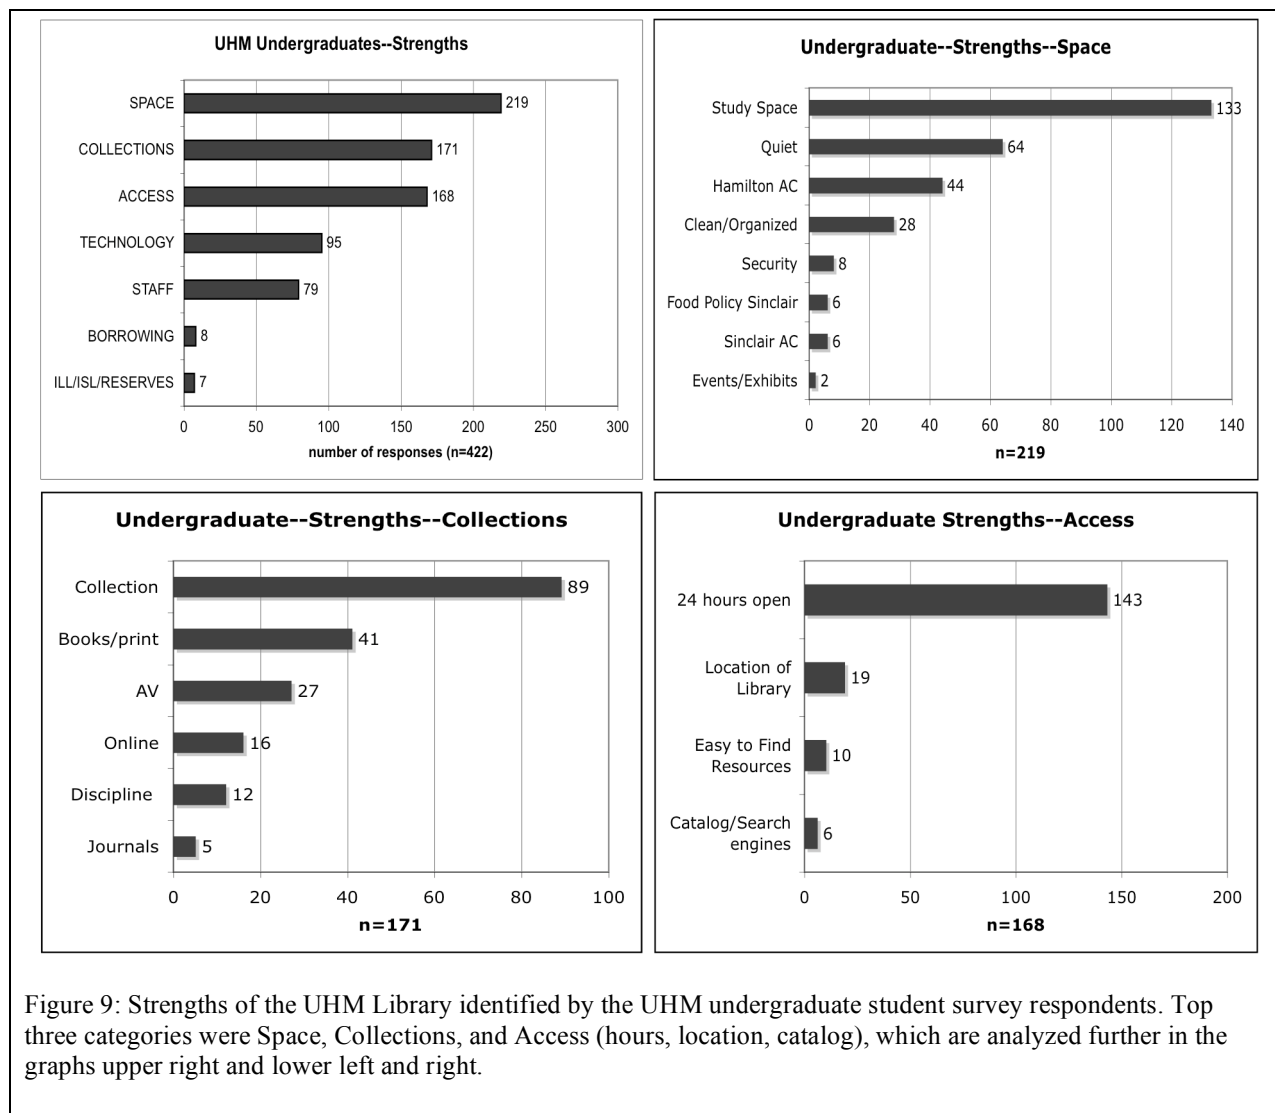 UHM Undergraduates--Strengths
SPACE
219
COLLECTIONS
171
ACCESS
168
TECHNOLOGY
95
STAFF
79
BORROWING
8
ILL/ISL/RESERVES
7
0 50 100 150 200 250 300
number of responses (n=422)
Undergraduate--Strengths--Space
Study Space
133
Quiet
64
Hamilton AC
44
Clean/Organized
28
Security
8
Food Policy Sinclair
6
Sinclair AC
6
Events/Exhibits
2
0 20 40 60 80 100 120 140
n=219
Undergraduate--Strengths--Collections
Collection
89
Books/print
41
AV
27
Online
16
Discipline
12
Journals
5
0 20 40 60 80 100
n=171
Undergraduate Strengths--Access
24 hours open
143
Location of
Library
19
Easy to Find
Resources
10
Catalog/Search
engines
6
0 50 100 150 200
n=168
Figure 9: Strengths of the UHM Library identified by the UHM undergraduate student survey respondents. Top
three categories were Space, Collections, and Access (hours, location, catalog), which are analyzed further in the
graphs upper right and lower left and right.